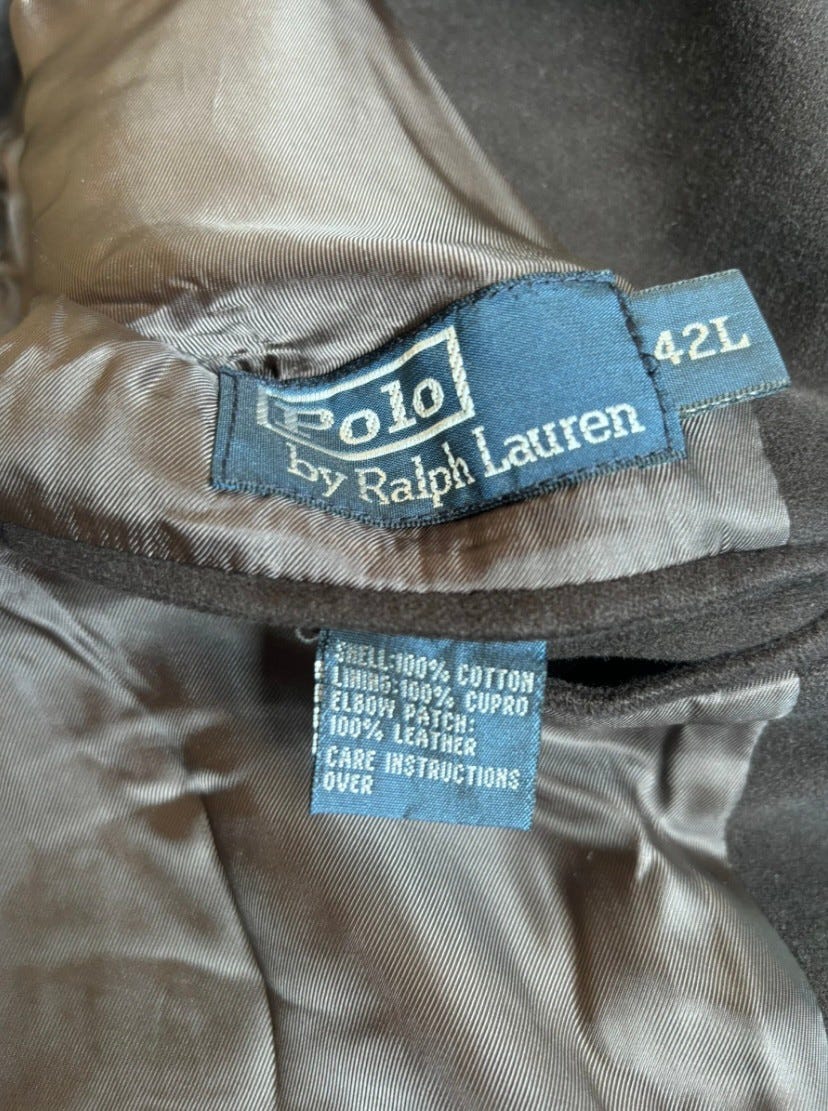 Polo
by Ralph Lauren
42L
SHELL:100% COTTON
LINING:100% CUPRO
ELBOW PATCH:
100% LEATHER
CARE INSTRUCTIONS
OVER